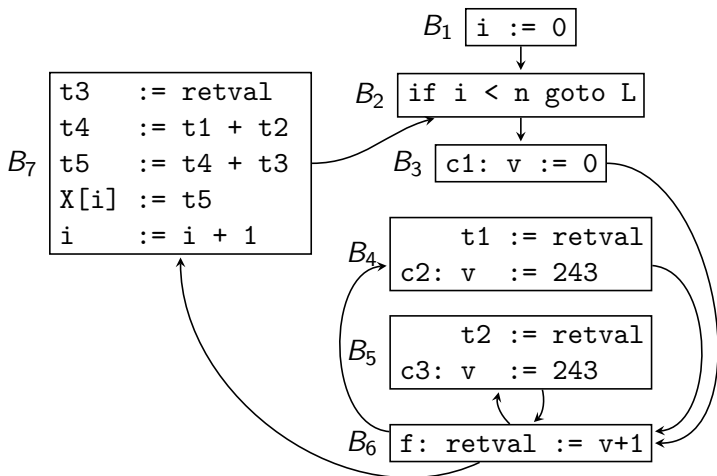 B1
i := 0
B2
if i < n goto L
B3
c1: v := 0
B7
t3 := retval
t4 := t1 + t2
t5 := t4 + t3
X[i] := t5
i := i + 1
B4
t1 := retval
c2: v := 243
B5
t2 := retval
c3: v := 243
B6
f: retval := v+1